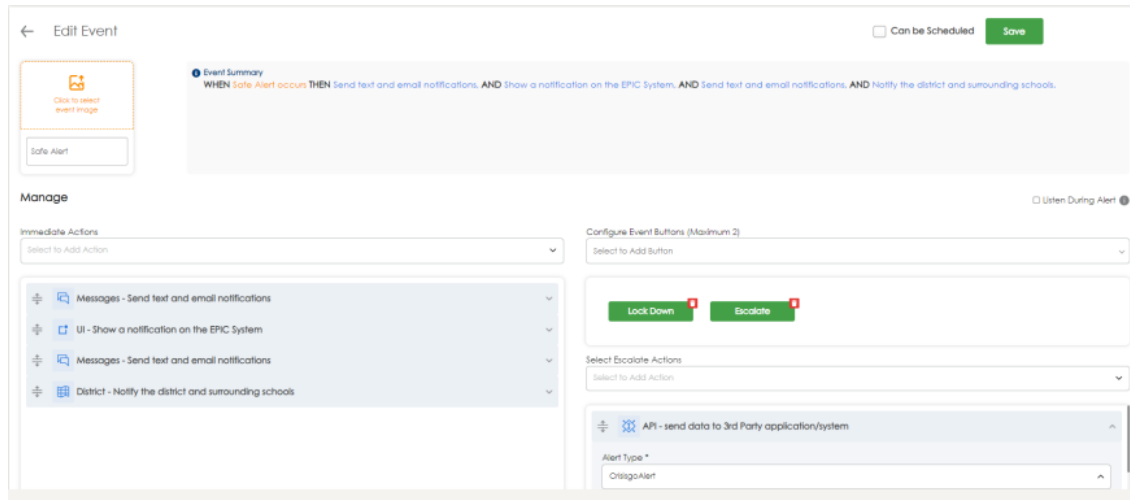 ← Edit Event
Can be Scheduled
Save
Click to select
event image
Safe Alert
Event Summary
WHEN Safe Alert occurs THEN Send text and email notifications, AND Show a notification on the EPIC System, AND Send text and email notifications, AND Notify the district and surrounding schools.
Manage
Listen During Alert
Immediate Actions
Select to Add Action
Messages - Send text and email notifications
UI - Show a notification on the EPIC System
Messages - Send text and email notifications
District - Notify the district and surrounding schools
Configure Event Buttons (Maximum 2)
Select to Add Button
Lock Down
Escalate
Select Escalate Actions
Select to Add Action
API - send data to 3rd Party application/system
Alert Type *
CrisisgoAlert